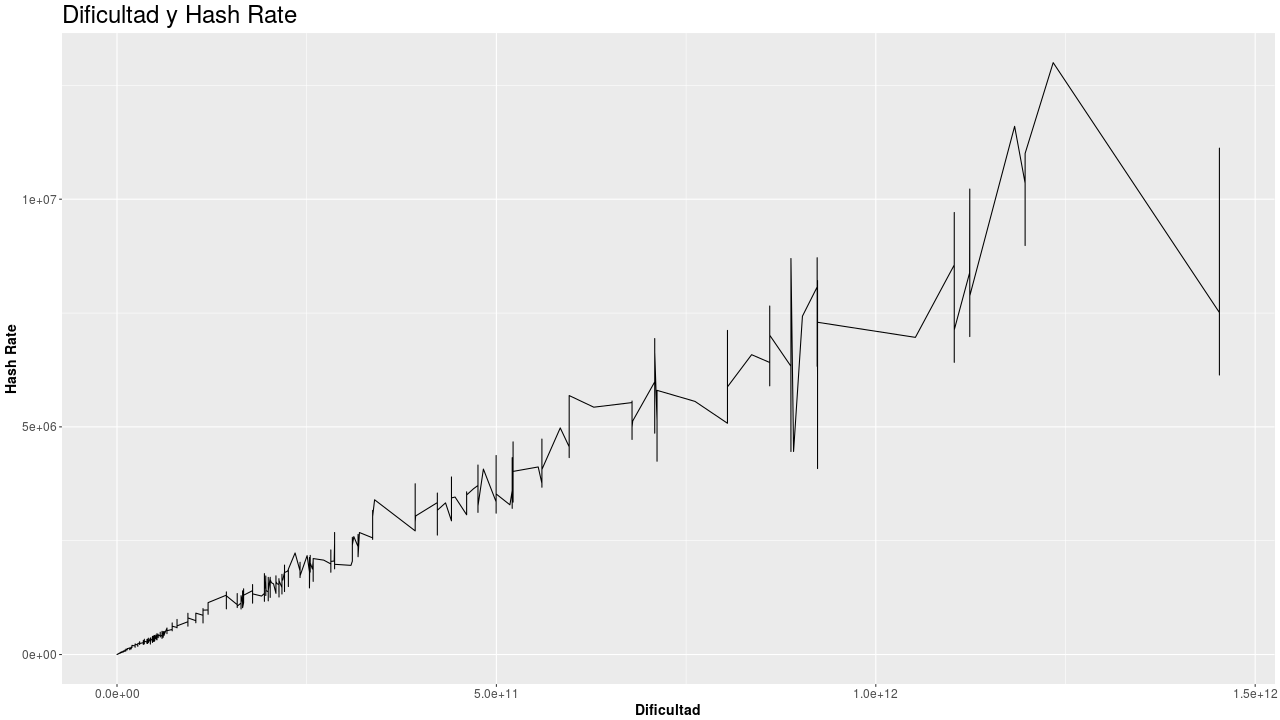 Dificultad y Hash Rate
Hash Rate
1e+07
5e+06
0e+00
0.0e+00
5.0e+11
1.0e+12
1.5e+12
Dificultad